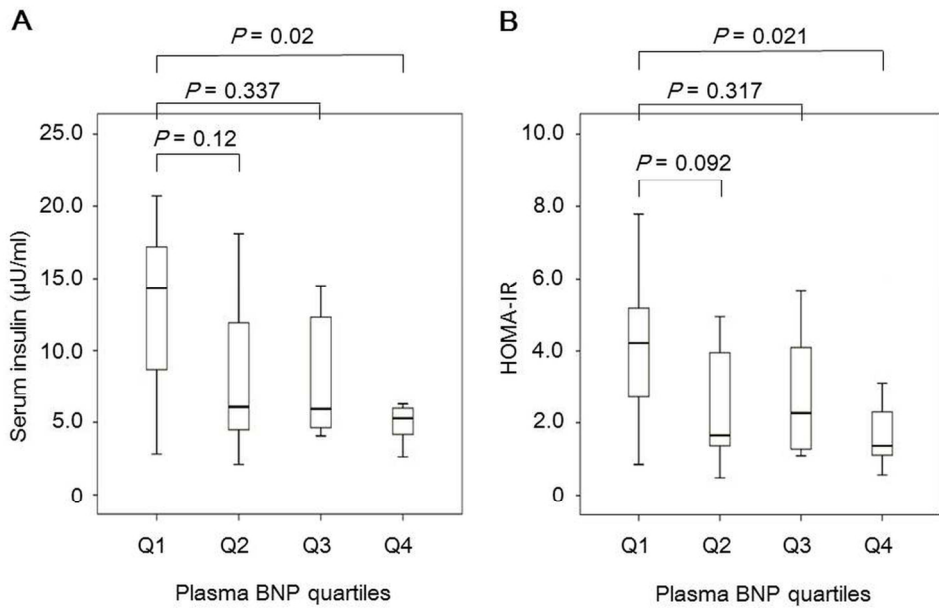 A
P = 0.02
P = 0.337
P = 0.12
Serum insulin (µU/ml)
25.0
20.0
15.0
10.0
5.0
0
Q1 Q2 Q3 Q4
Plasma BNP quartiles
B
P = 0.021
P = 0.317
P = 0.092
HOMA-IR
10.0
8.0
6.0
4.0
2.0
0
Q1 Q2 Q3 Q4
Plasma BNP quartiles